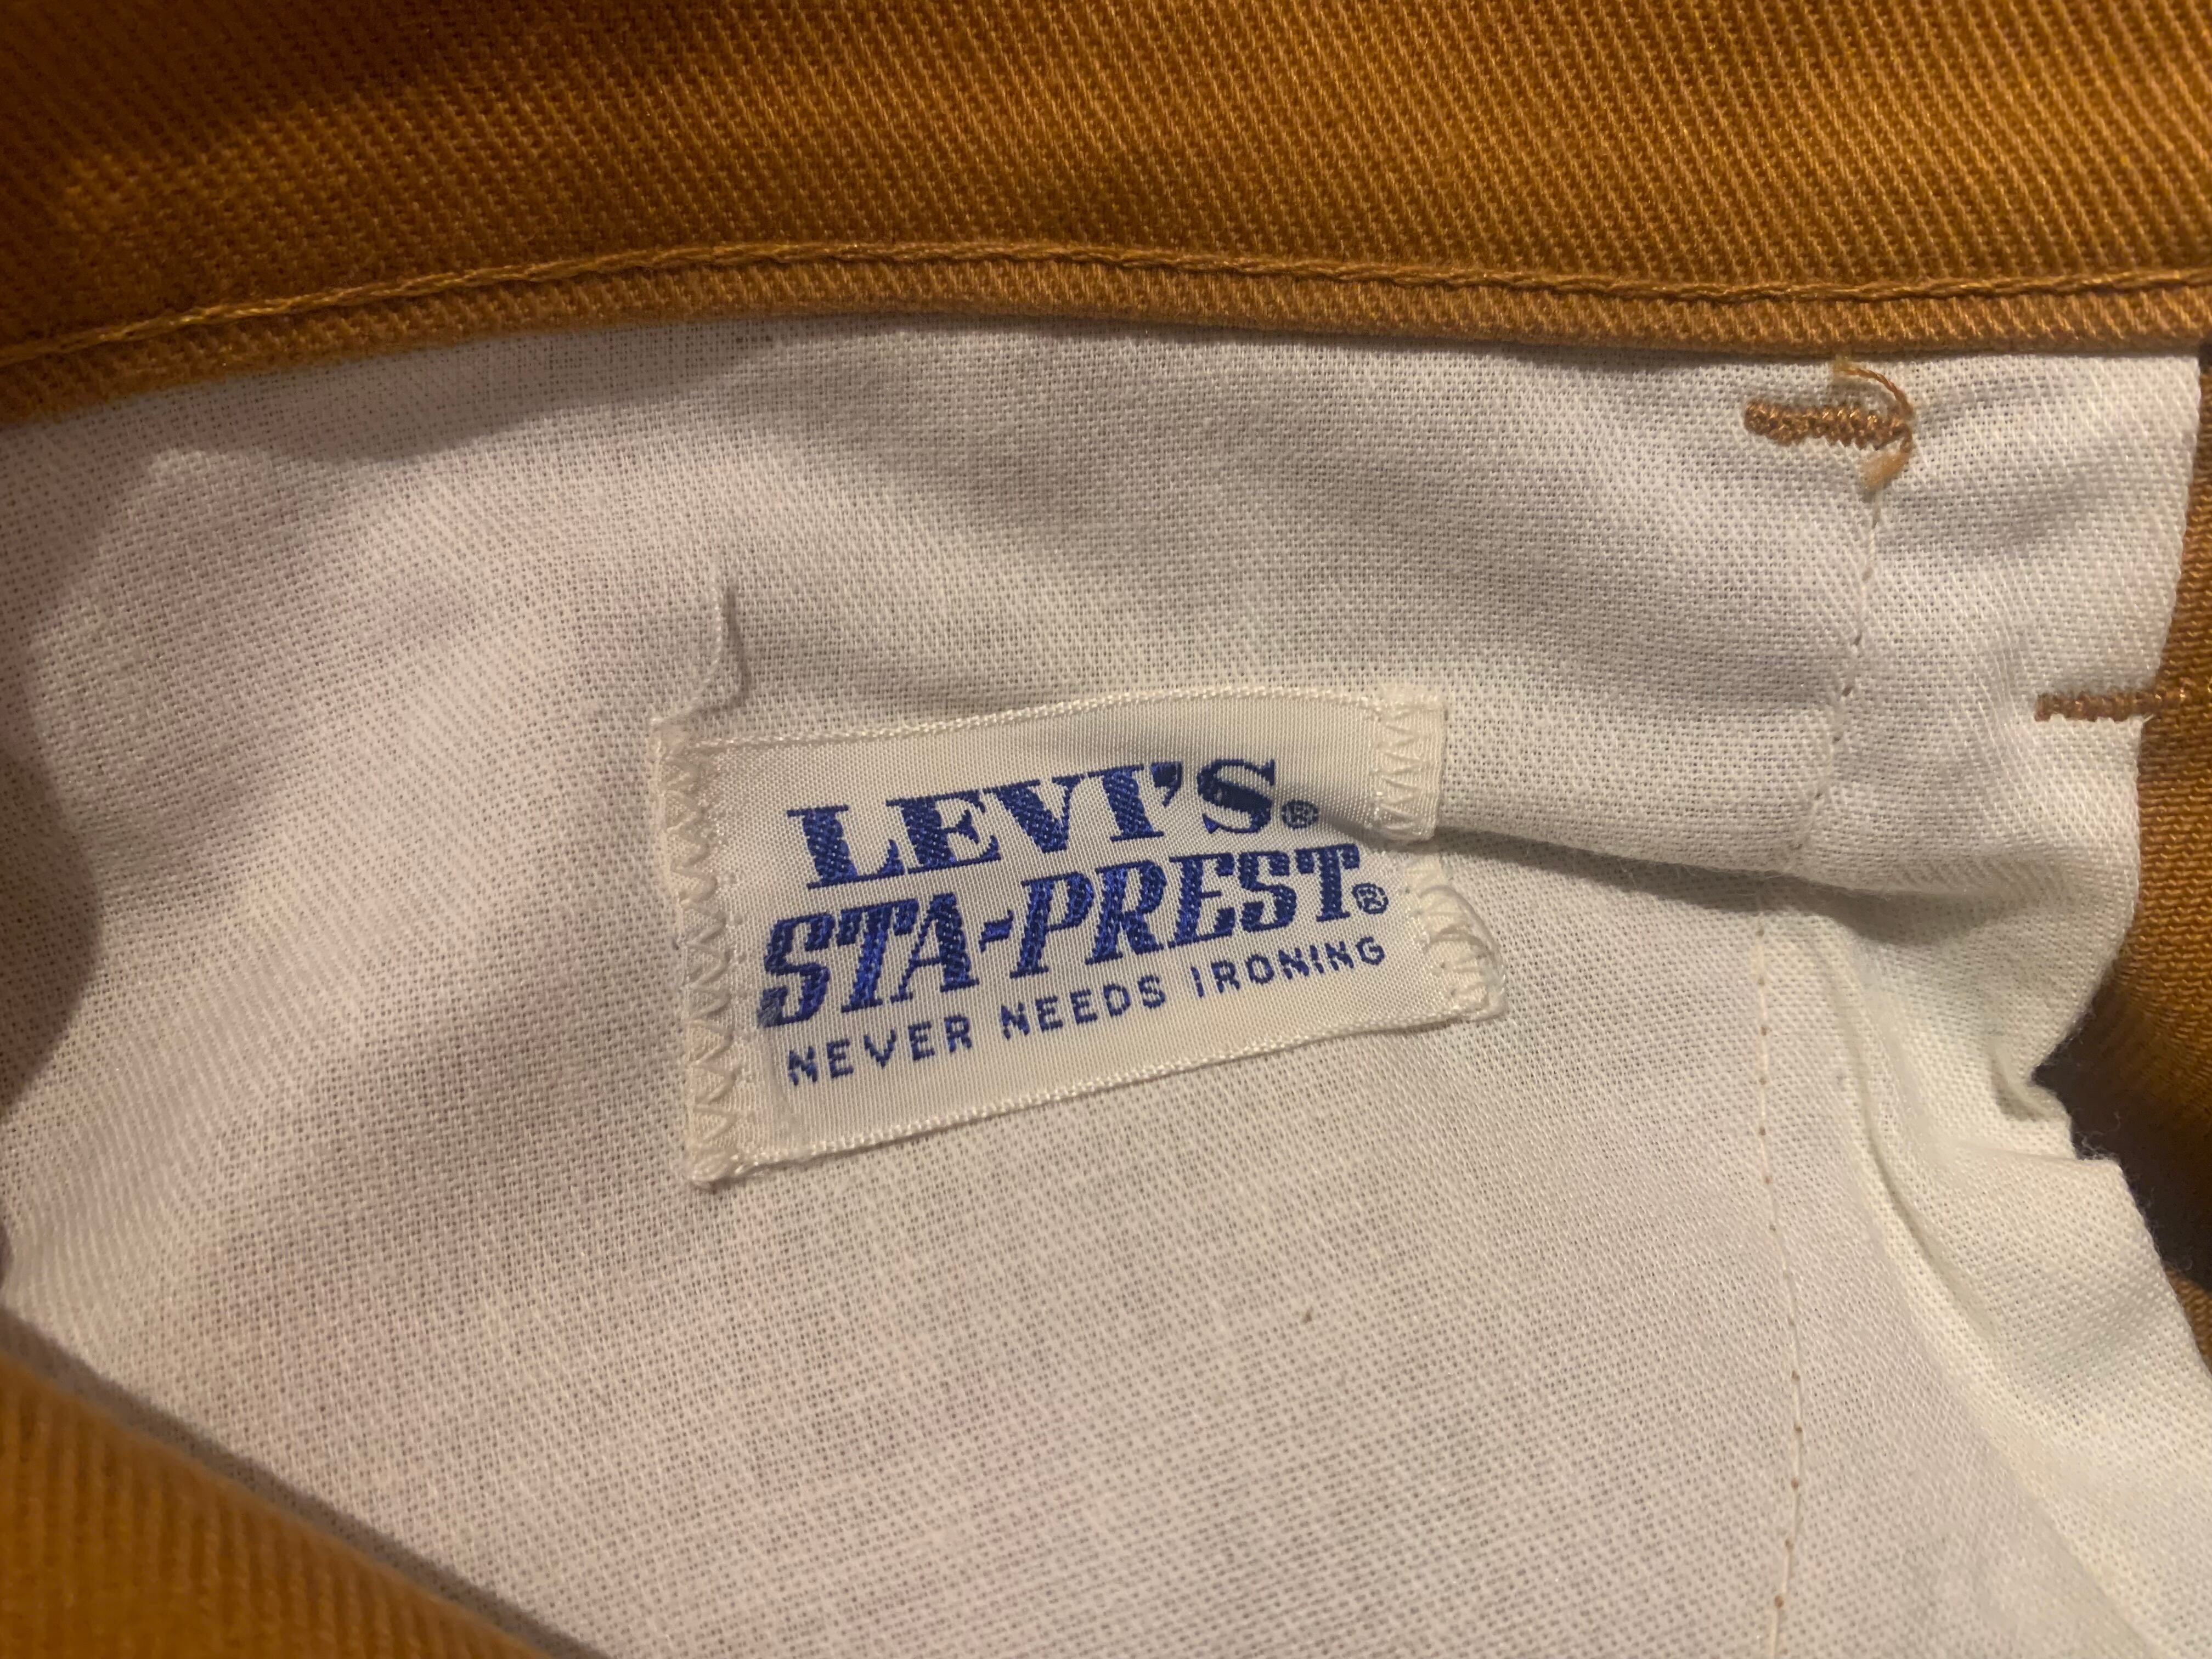 LEVI'S®
STA-PREST®
NEVER NEEDS IRONING